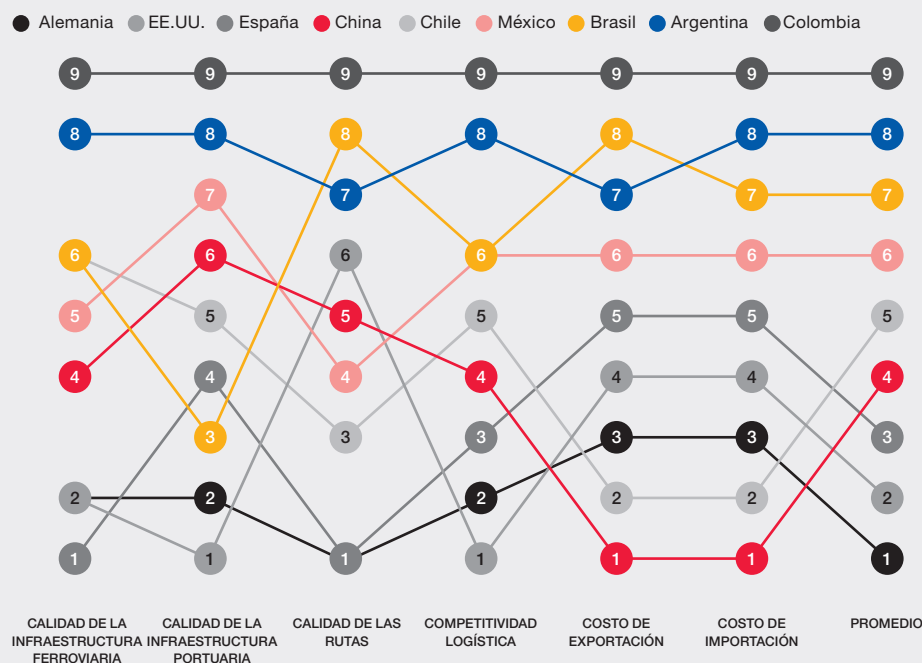 Alemania EE.UU. España China Chile México Brasil Argentina Colombia
9 9 9 9 9 9 9
8 8 8 8 8 8 8
7 7 7 7 7
6 6 6 6 6 6 6
5 5 5 5 5 5 5
4 4 4 4 4 4 4
3 3 3 3 3 3
2 2 2 2 2 2
1 1 1 1 1 1 1
CALIDAD DE LA
INFRAESTRUCTURA
FERROVIARIA
CALIDAD DE LA
INFRAESTRUCTURA
PORTUARIA
CALIDAD DE LAS
RUTAS
COMPETITIVIDAD
LOGÍSTICA
COSTO DE
EXPORTACIÓN
COSTO DE
IMPORTACIÓN
PROMEDIO